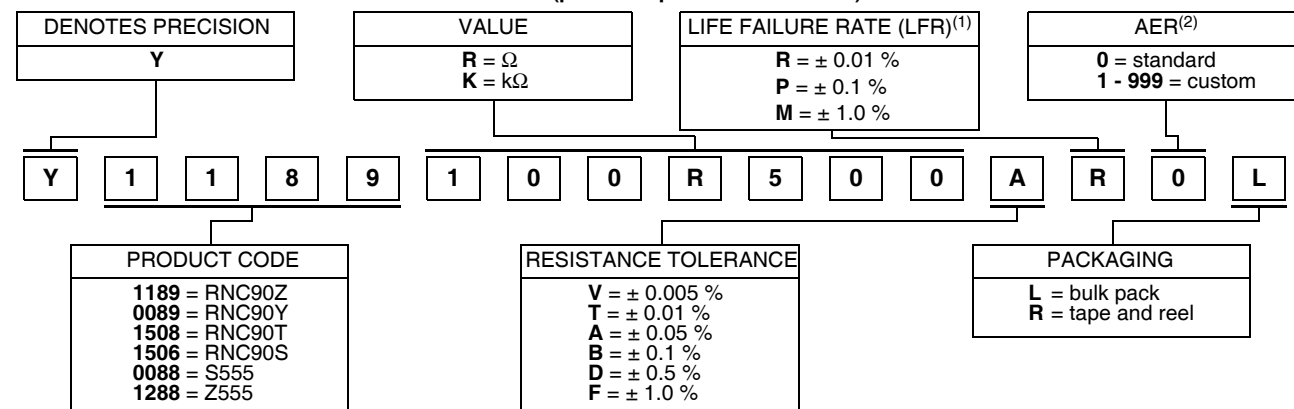 DENOTES PRECISION
Y
VALUE
R = Ω
K = kΩ
LIFE FAILURE RATE (LFR)(1)
R = ± 0.01 %
P = ± 0.1 %
M = ± 1.0 %
AER(2)
0 = standard
1 - 999 = custom
Y 1 1 8 9 1 0 0 R 5 0 0 A R 0 L
PRODUCT CODE
1189 = RNC90Z
0089 = RNC90Y
1508 = RNC90T
1506 = RNC90S
0088 = S555
1288 = Z555
RESISTANCE TOLERANCE
V = ± 0.005 %
T = ± 0.01 %
A = ± 0.05 %
B = ± 0.1 %
D = ± 0.5 %
F = ± 1.0 %
PACKAGING
L = bulk pack
R = tape and reel